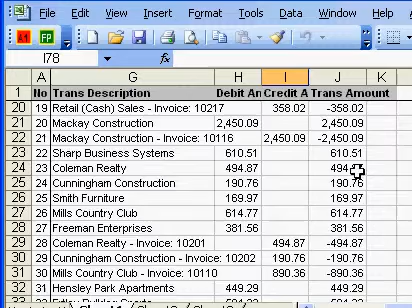 File Edit View Insert Format Tools Data Window
A1 FP
I78 fx
A G H I J K
1 No Trans Description Debit An Credit A Trans Amount
20 19 Retail (Cash) Sales - Invoice: 10217 358.02 -358.02
21 20 Mackay Construction 2,450.09 2,450.09
22 21 Mackay Construction - Invoice: 10116 2,450.09 -2,450.09
23 22 Sharp Business Systems 610.51 610.51
24 23 Coleman Realty 494.87
25 24 Cunningham Construction 190.76 190.76
26 25 Smith Furniture 169.97 169.97
27 26 Mills Country Club 614.77 614.77
28 27 Freeman Enterprises 381.56 381.56
29 28 Coleman Realty - Invoice: 10201 494.87 -494.87
30 29 Cunningham Construction - Invoice: 10202 190.76 -190.76
31 30 Mills Country Club - Invoice: 10110 890.36 -890.36
32 31 Hensley Park Apartments 449.29 449.29